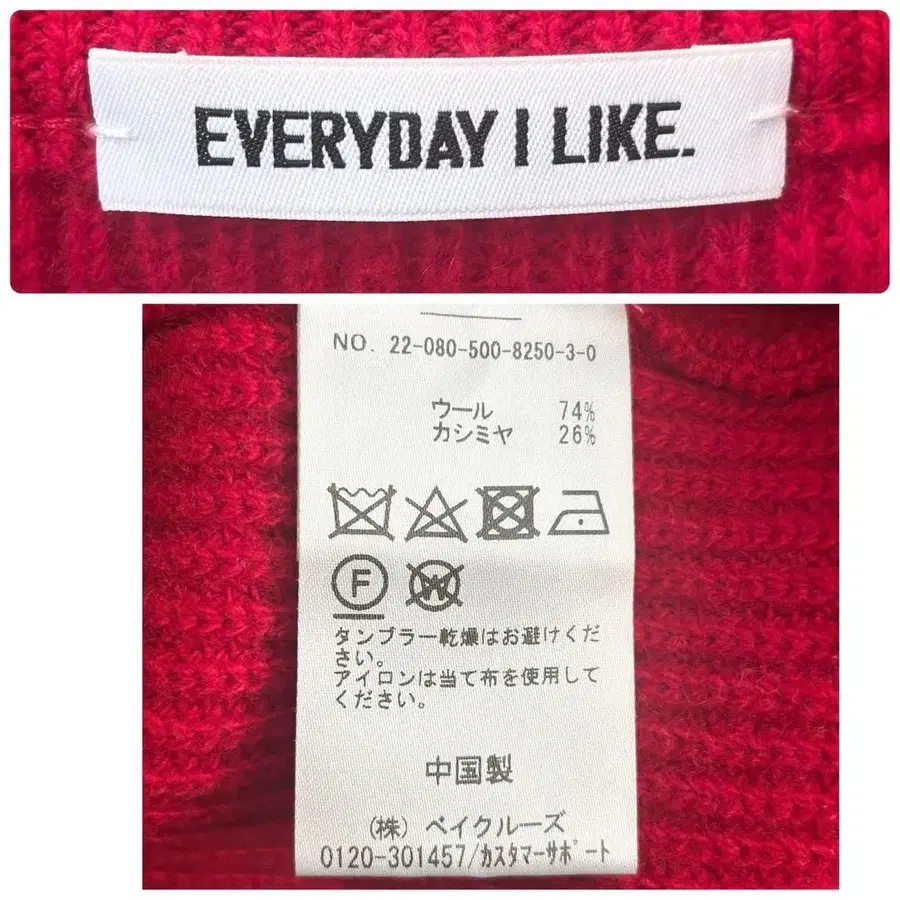 EVERYDAY I LIKE.
NO. 22-080-500-8250-3-0
ウール 74%
カシミヤ 26%
F
W
タンブラー乾燥はお避けくだ
さい。
アイロンは当て布を使用して
ください。
中国製
(株) ベイクルーズ
0120-301457/カスタマーサポート